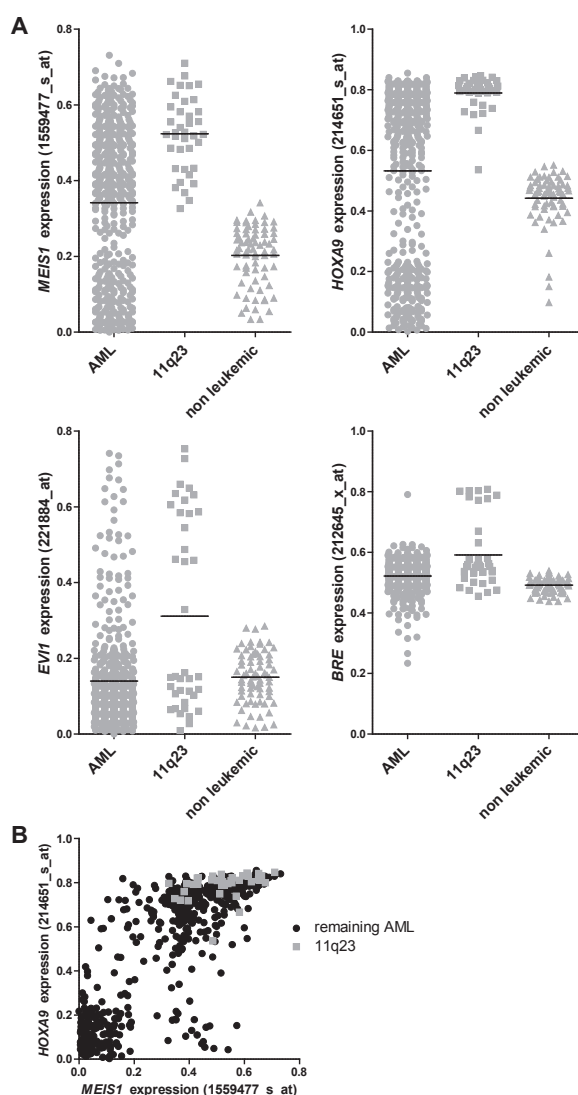 A
MEIS1 expression (1559477_s_at)
0.8
0.6
0.4
0.2
0.0
AML
11q23
non leukemic
HOXA9 expression (214651_s_at)
1.0
0.8
0.6
0.4
0.2
0.0
AML
11q23
non leukemic
EVI1 expression (221884_at)
0.8
0.6
0.4
0.2
0.0
AML
11q23
non leukemic
BRE expression (212645_x_at)
1.0
0.8
0.6
0.4
0.2
0.0
AML
11q23
non leukemic
B
HOXA9 expression (214651_s_at)
1.0
0.8
0.6
0.4
0.2
0.0
0.0 0.2 0.4 0.6 0.8
MEIS1 expression (1559477_s_at)
remaining AML
11q23